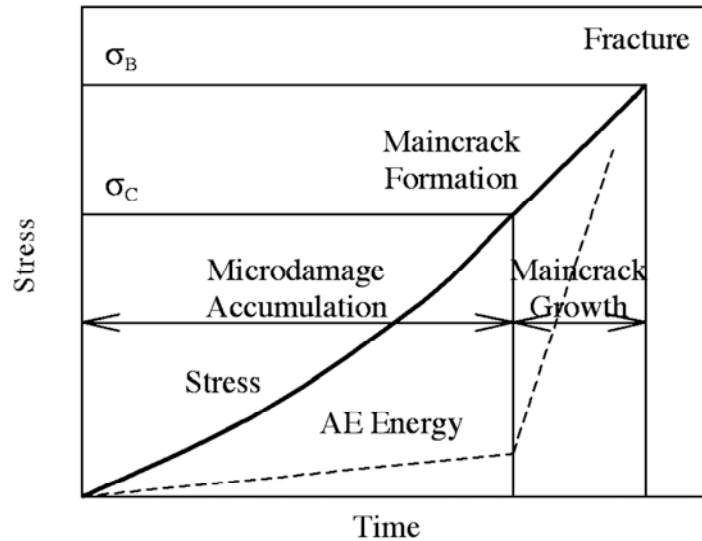 Fracture
σB
Maincrack
Formation
σC
Microdamage
Accumulation
Maincrack
Growth
Stress
Stress
AE Energy
Time